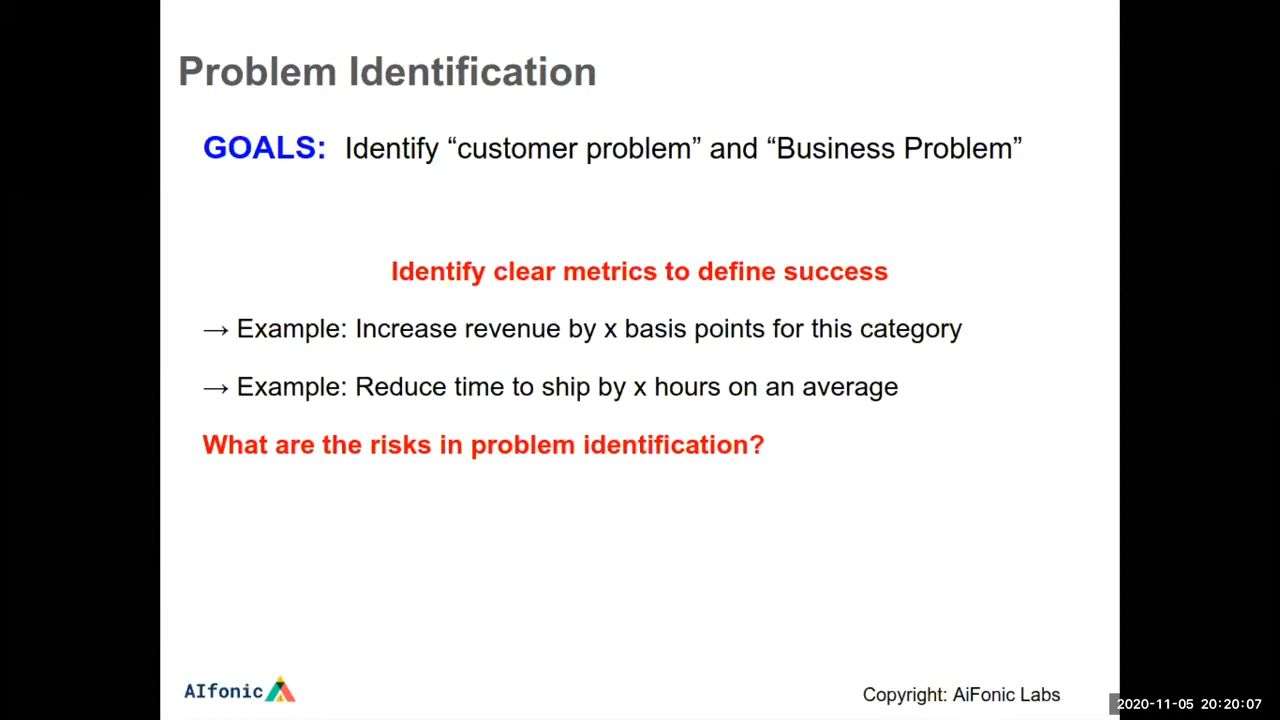 Problem Identification
GOALS: Identify “customer problem” and “Business Problem”
Identify clear metrics to define success
→ Example: Increase revenue by x basis points for this category
→ Example: Reduce time to ship by x hours on an average
What are the risks in problem identification?
AIfonic
Copyright: AiFonic Labs
2020-11-05 20:20:07